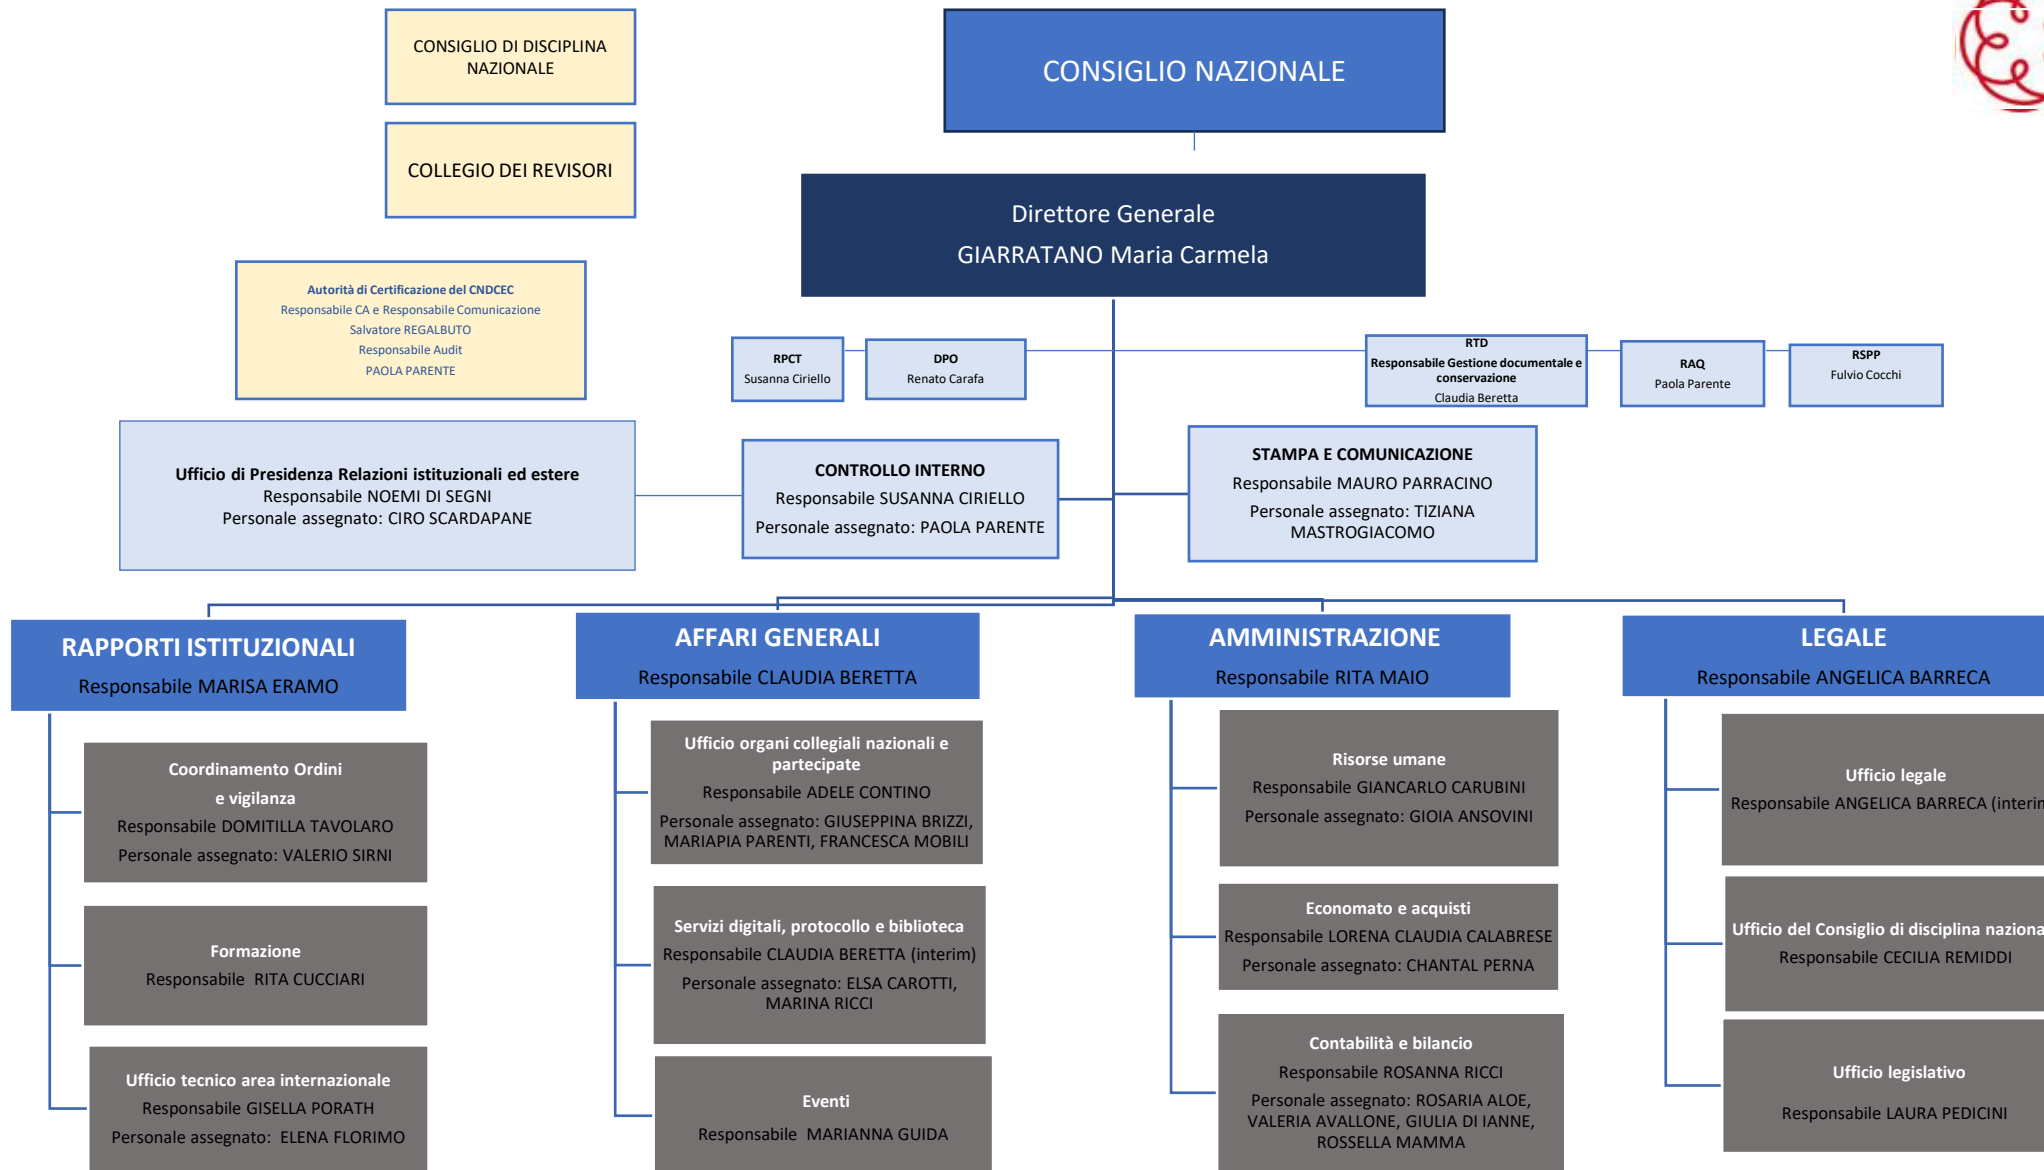 CONSIGLIO DI DISCIPLINA
NAZIONALE
CONSIGLIO NAZIONALE
COLLEGIO DEI REVISORI
Direttore Generale
GIARRATANO Maria Carmela
Autorità di Certificazione del CNDCEC
Responsabile CA e Responsabile Comunicazione
Salvatore REGALBUTO
Responsabile Audit
PAOLA PARENTE
RPCT
Susanna Ciriello
DPO
Renato Carafa
RTD
Responsabile Gestione documentale e
conservazione
Claudia Beretta
RAQ
Paola Parente
RSPP
Fulvio Cocchi
Ufficio di Presidenza Relazioni istituzionali ed estere
Responsabile NOEMI DI SEGNI
Personale assegnato: CIRO SCARDAPANE
CONTROLLO INTERNO
Responsabile SUSANNA CIRIELLO
Personale assegnato: PAOLA PARENTE
STAMPA E COMUNICAZIONE
Responsabile MAURO PARRACINO
Personale assegnato: TIZIANA
MASTROGIACOMO
RAPPORTI ISTITUZIONALI
Responsabile MARISA ERAMO
Coordinamento Ordini
e vigilanza
Responsabile DOMITILLA TAVOLARO
Personale assegnato: VALERIO SIRNI
Formazione
Responsabile RITA CUCCIARI
Ufficio tecnico area internazionale
Responsabile GISELLA PORATH
Personale assegnato: ELENA FLORIMO
AFFARI GENERALI
Responsabile CLAUDIA BERETTA
Ufficio organi collegiali nazionali e
partecipate
Responsabile ADELE CONTINO
Personale assegnato: GIUSEPPINA BRIZZI,
MARIAPIA PARENTI, FRANCESCA MOBILI
Servizi digitali, protocollo e biblioteca
Responsabile CLAUDIA BERETTA (interim)
Personale assegnato: ELSA CAROTTI,
MARINA RICCI
Eventi
Responsabile MARIANNA GUIDA
AMMINISTRAZIONE
Responsabile RITA MAIO
Risorse umane
Responsabile GIANCARLO CARUBINI
Personale assegnato: GIOIA ANSOVINI
Economato e acquisti
Responsabile LORENA CLAUDIA CALABRESE
Personale assegnato: CHANTAL PERNA
Contabilità e bilancio
Responsabile ROSANNA RICCI
Personale assegnato: ROSARIA ALOE,
VALERIA AVALLONE, GIULIA DI IANNE,
ROSSELLA MAMMA
LEGALE
Responsabile ANGELICA BARRECA
Ufficio legale
Responsabile ANGELICA BARRECA (interim
Ufficio del Consiglio di disciplina naziona
Responsabile CECILIA REMIDDI
Ufficio legislativo
Responsabile LAURA PEDICINI